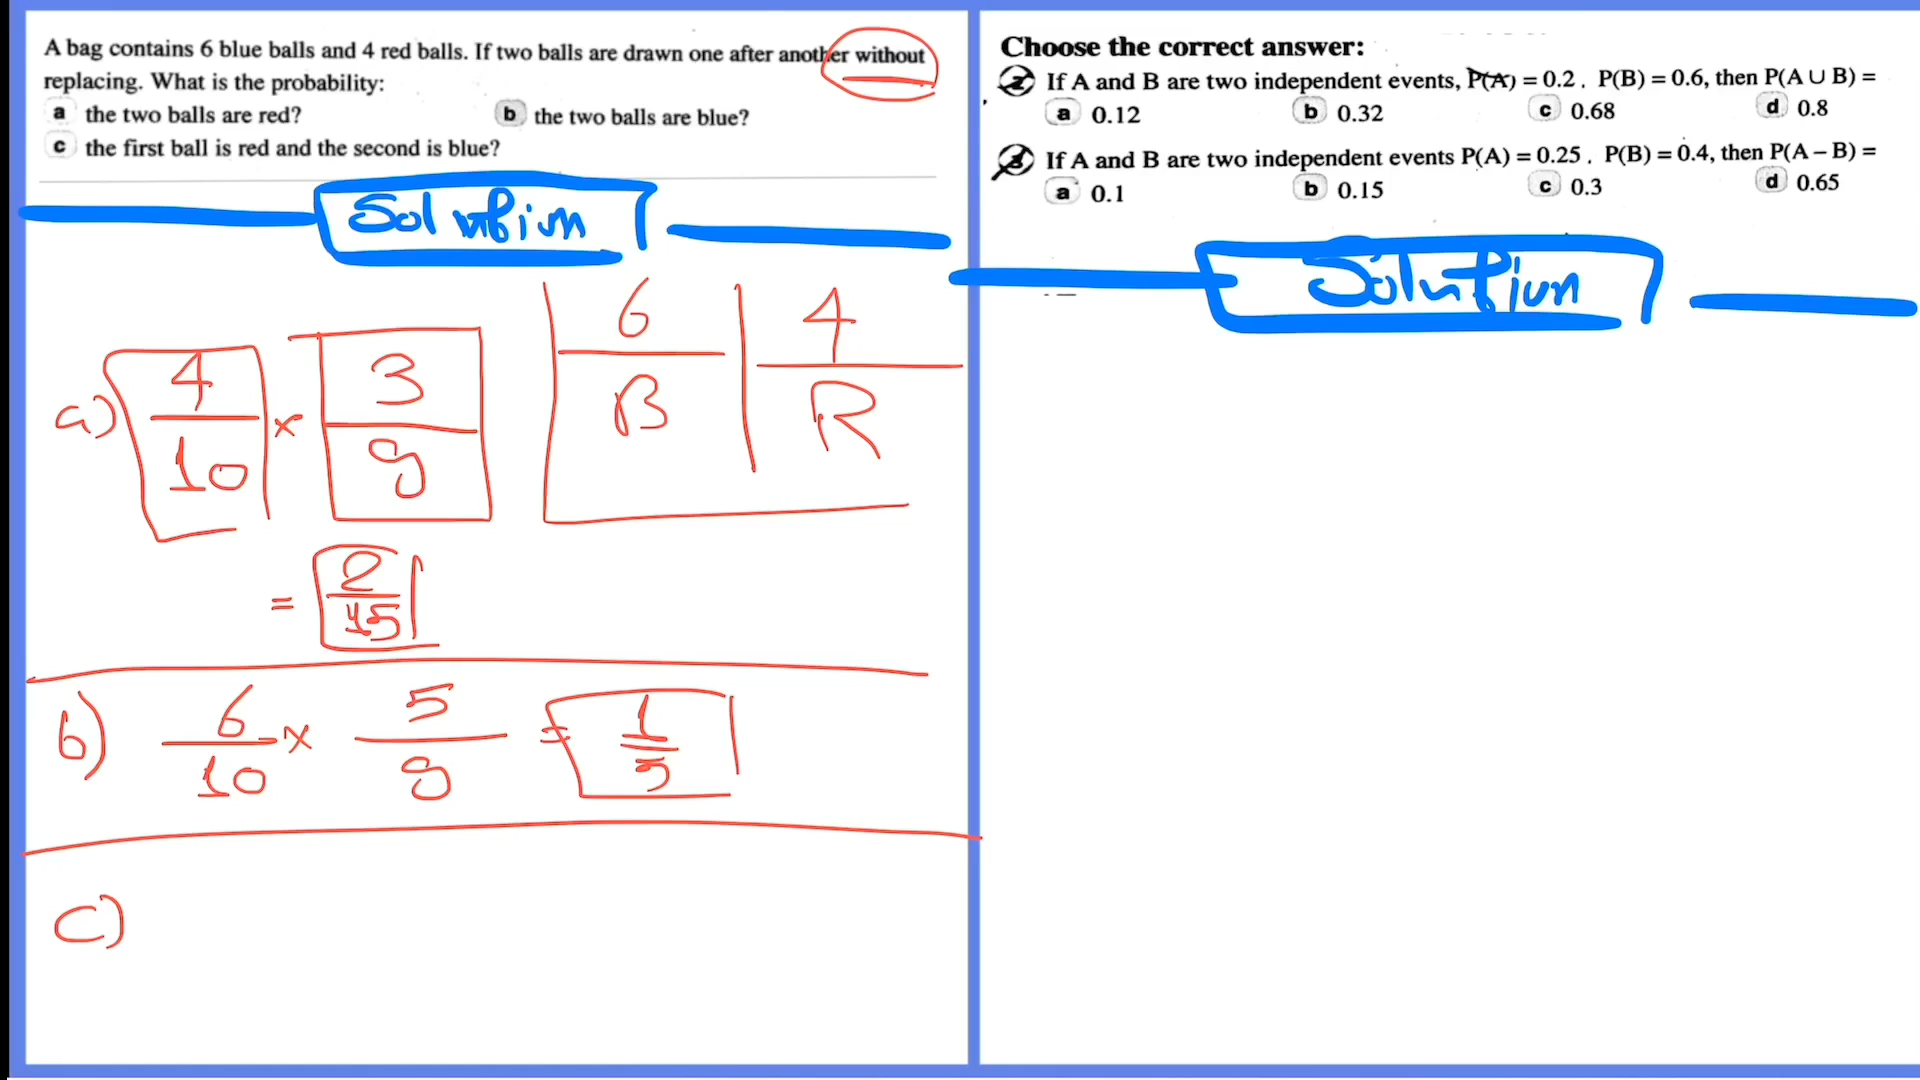 A bag contains 6 blue balls and 4 red balls. If two balls are drawn one after another without
replacing. What is the probability:
a the two balls are red? b the two balls are blue?
c the first ball is red and the second is blue?
Solution
6 4
B R
a) 4/10 × 3/9
= 2/15
b) 6/10 × 5/9 = 1/3
c)
Choose the correct answer:
2 If A and B are two independent events, P(A) = 0.2 , P(B) = 0.6, then P(A ∪ B) =
a 0.12 b 0.32 c 0.68 d 0.8
If A and B are two independent events P(A) = 0.25 , P(B) = 0.4, then P(A – B) =
a 0.1 b 0.15 c 0.3 d 0.65
Solution